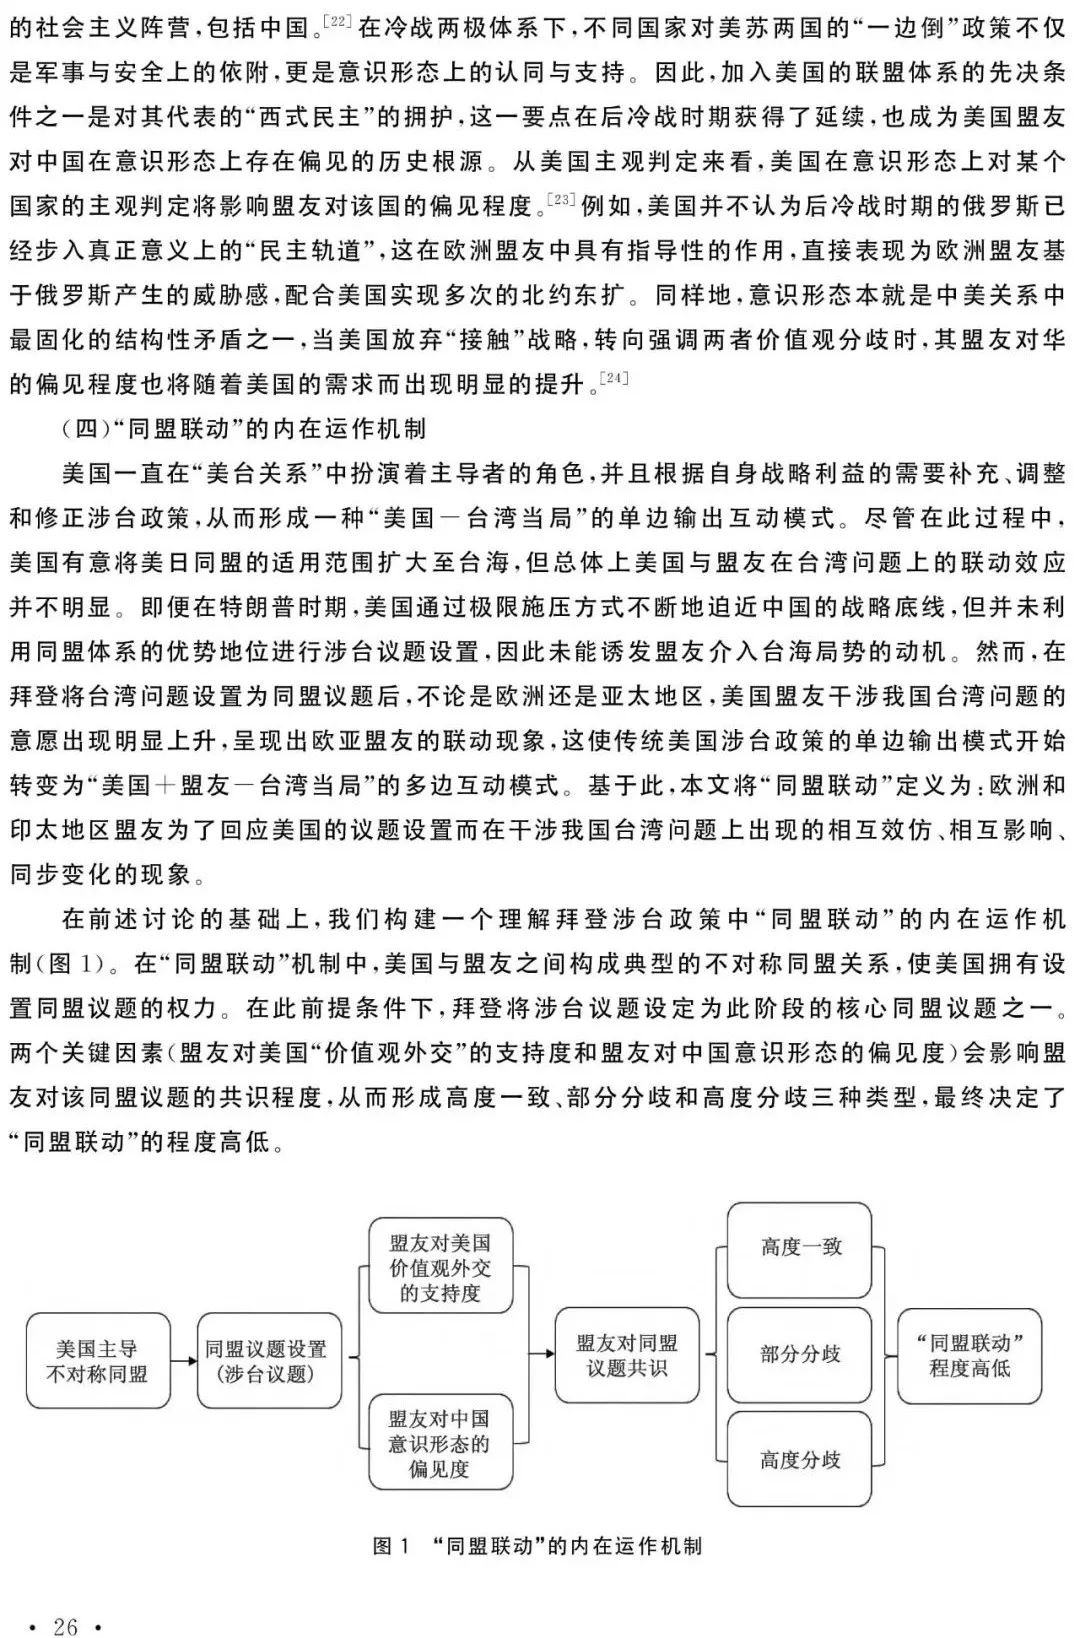 的社会主义阵营,包括中国。[22]在冷战两极体系下,不同国家对美苏两国的“一边倒”政策不仅
是军事与安全上的依附,更是意识形态上的认同与支持。因此,加入美国的联盟体系的先决条
件之一是对其代表的“西式民主”的拥护,这一要点在后冷战时期获得了延续,也成为美国盟友
对中国在意识形态上存在偏见的历史根源。从美国主观判定来看,美国在意识形态上对某个
国家的主观判定将影响盟友对该国的偏见程度。[23]例如,美国并不认为后冷战时期的俄罗斯已
经步入真正意义上的“民主轨道”,这在欧洲盟友中具有指导性的作用,直接表现为欧洲盟友基
于俄罗斯产生的威胁感,配合美国实现多次的北约东扩。同样地,意识形态本就是中美关系中
最固化的结构性矛盾之一,当美国放弃“接触”战略,转向强调两者价值观分歧时,其盟友对华
的偏见程度也将随着美国的需求而出现明显的提升。[24]
(四)“同盟联动”的内在运作机制
美国一直在“美台关系”中扮演着主导者的角色,并且根据自身战略利益的需要补充、调整
和修正涉台政策,从而形成一种“美国—台湾当局”的单边输出互动模式。尽管在此过程中,
美国有意将美日同盟的适用范围扩大至台海,但总体上美国与盟友在台湾问题上的联动效应
并不明显。即便在特朗普时期,美国通过极限施压方式不断地迫近中国的战略底线,但并未利
用同盟体系的优势地位进行涉台议题设置,因此未能诱发盟友介入台海局势的动机。然而,在
拜登将台湾问题设置为同盟议题后,不论是欧洲还是亚太地区,美国盟友干涉我国台湾问题的
意愿出现明显上升,呈现出欧亚盟友的联动现象,这使传统美国涉台政策的单边输出模式开始
转变为“美国+盟友—台湾当局”的多边互动模式。基于此,本文将“同盟联动”定义为:欧洲和
印太地区盟友为了回应美国的议题设置而在干涉我国台湾问题上出现的相互效仿、相互影响、
同步变化的现象。
在前述讨论的基础上,我们构建一个理解拜登涉台政策中“同盟联动”的内在运作机
制(图1)。在“同盟联动”机制中,美国与盟友之间构成典型的不对称同盟关系,使美国拥有设
置同盟议题的权力。在此前提条件下,拜登将涉台议题设定为此阶段的核心同盟议题之一。
两个关键因素(盟友对美国“价值观外交”的支持度和盟友对中国意识形态的偏见度)会影响盟
友对该同盟议题的共识程度,从而形成高度一致、部分分歧和高度分歧三种类型,最终决定了
“同盟联动”的程度高低。
美国主导
不对称同盟
同盟议题设置
(涉台议题)
盟友对美国
价值观外交
的支持度
盟友对中国
意识形态的
偏见度
盟友对同盟
议题共识
高度一致
部分分歧
高度分歧
“同盟联动”
程度高低
图1 “同盟联动”的内在运作机制
· 26 ·